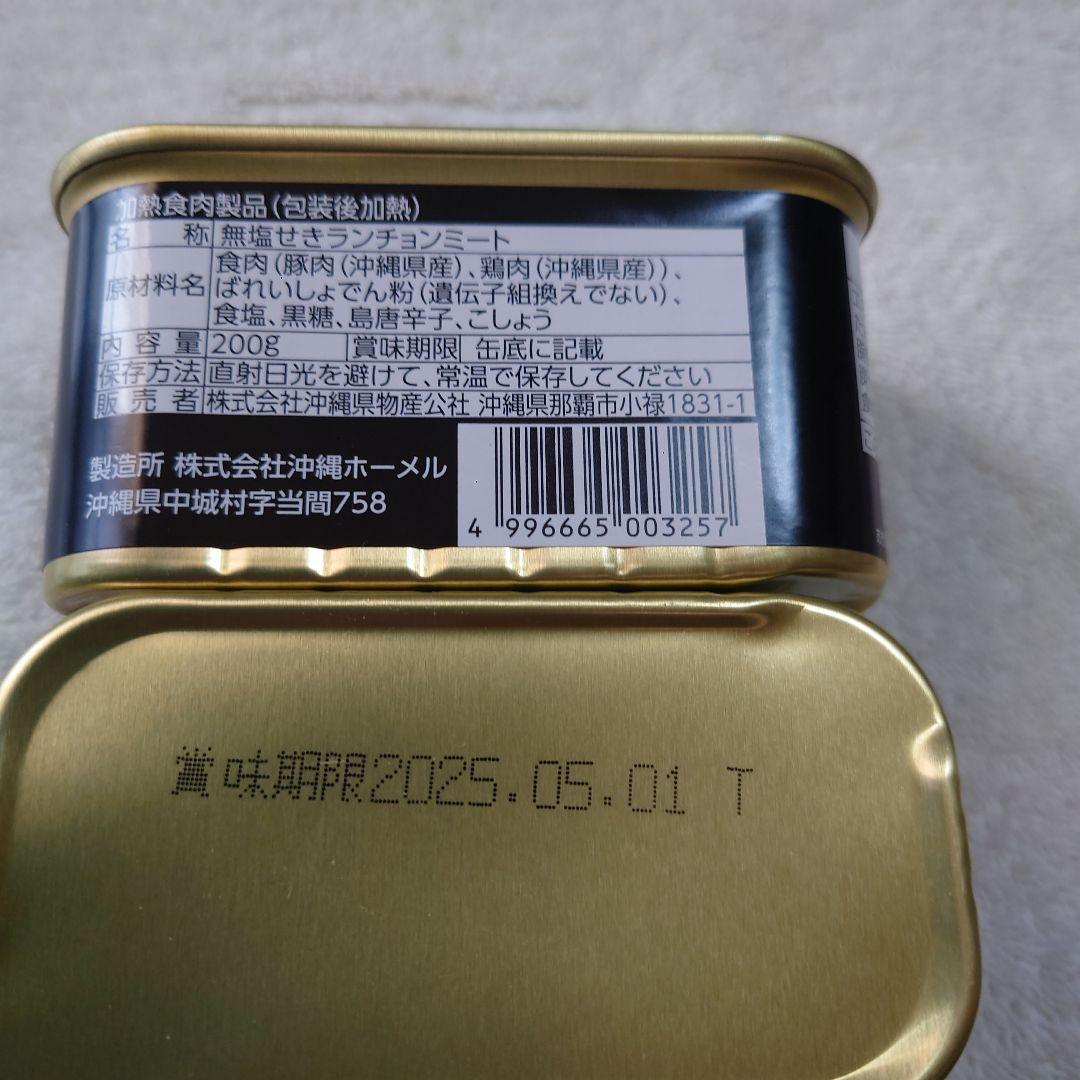 加熱食肉製品(包装後加熱)
名称 無塩せきランチョンミート
原材料名 食肉(豚肉(沖縄県産)、鶏肉(沖縄県産))、
ばれいしょでん粉(遺伝子組換えでない)、
食塩、黒糖、島唐辛子、こしょう
内容量 200g 賞味期限 缶底に記載
保存方法 直射日光を避けて、常温で保存してください
販売者 株式会社沖縄県物産公社 沖縄県那覇市小禄1831-1
製造所 株式会社沖縄ホーメル
沖縄県中城村字当間758
4 996665 003257
賞味期限2025.05.01 T